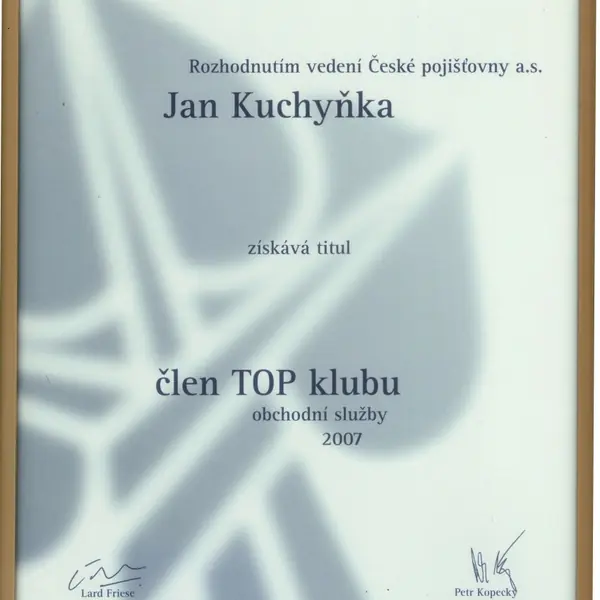 Rozhodnutím vedení České pojišťovny a.s.
Jan Kuchyňka
získává titul
člen TOP klubu
obchodní služby
2007
Lard Friese
Petr Kopecký